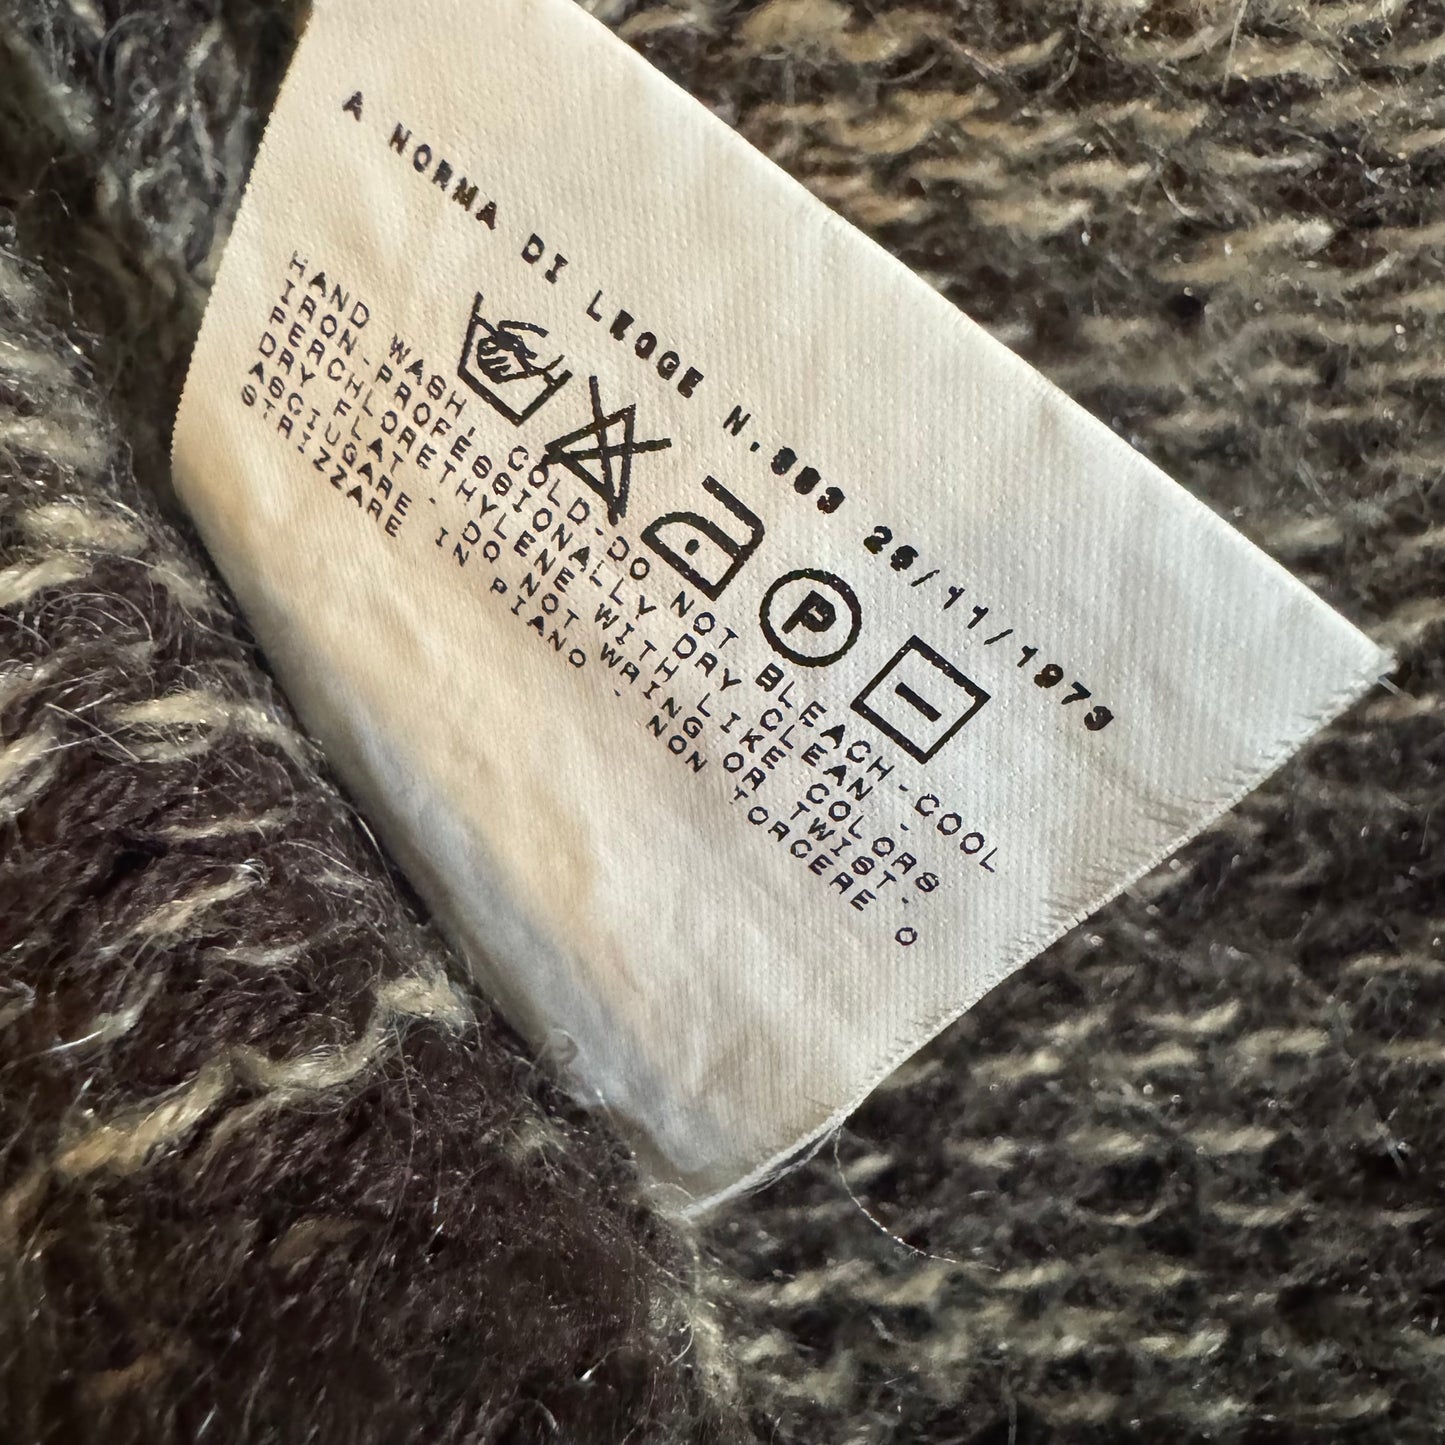 A NORMA DI LEGGE N.883 26/11/1973
P
HAND WASH, COLD-DO NOT BLEACH-COOL
IRON-PROFESSIONALLY DRY CLEAN -
PERCHLORETHYLENE WITH LIKE COLORS
DRY FLAT - DO NOT WRING OR TWIST.
ASCIUGARE IN PIANO - NON TORCERE O
STRIZZARE